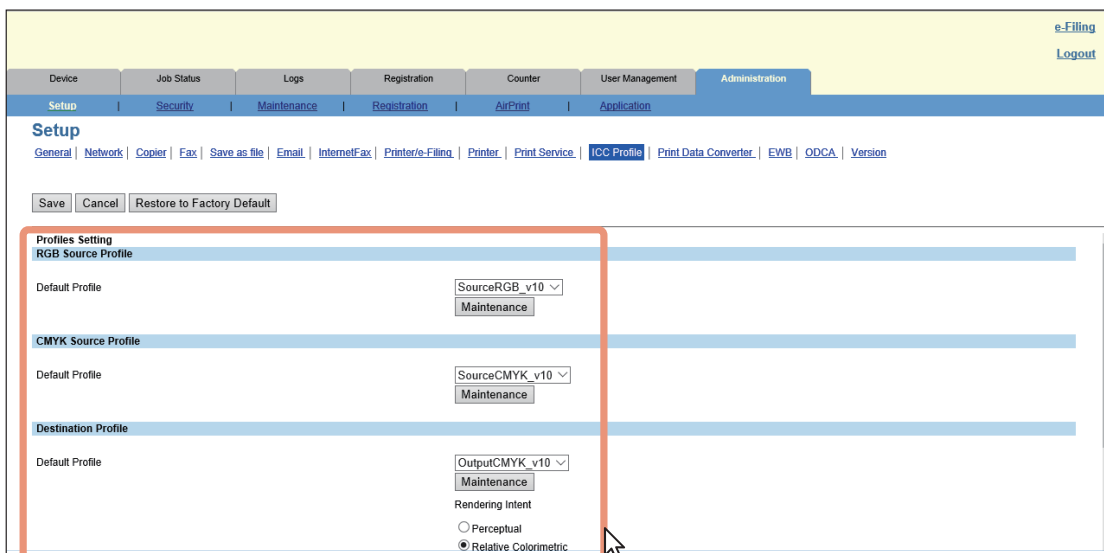 e-Filing
Logout
Device Job Status Logs Registration Counter User Management Administration
Setup | Security | Maintenance | Registration | AirPrint | Application
Setup
General | Network | Copier | Fax | Save as file | Email | InternetFax | Printer/e-Filing | Printer | Print Service | ICC Profile | Print Data Converter | EWB | ODCA | Version
Save Cancel Restore to Factory Default
Profiles Setting
RGB Source Profile
Default Profile SourceRGB_v10
Maintenance
CMYK Source Profile
Default Profile SourceCMYK_v10
Maintenance
Destination Profile
Default Profile OutputCMYK_v10
Maintenance
Rendering Intent
Perceptual
Relative Colorimetric